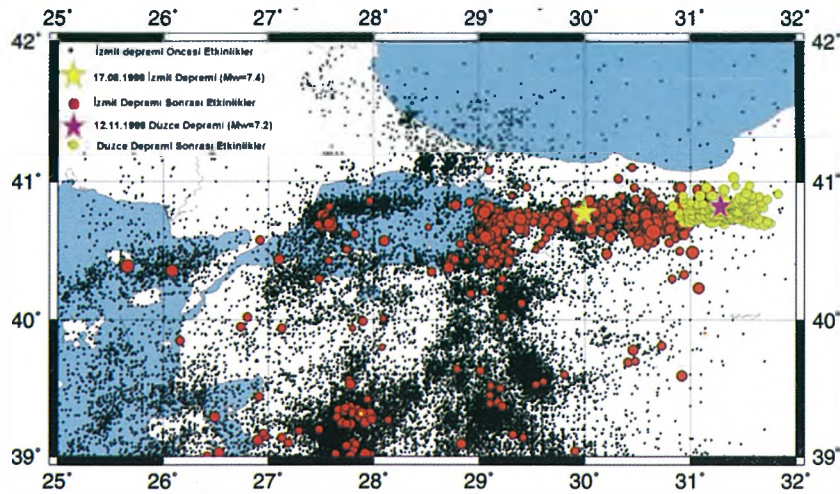 25° 26° 27° 28° 29° 30° 31° 32°
42° 42°
İzmit depremi Öncesi Etkinlikler
17.08.1999 İzmit Depremi (Mw=7.4)
İzmit Depremi Sonrası Etkinlikler
12.11.1999 Düzce Depremi (Mw=7.2)
Düzce Depremi Sonrası Etkinlikler
41° 41°
40° 40°
39° 39°
25° 26° 27° 28° 29° 30° 31° 32°